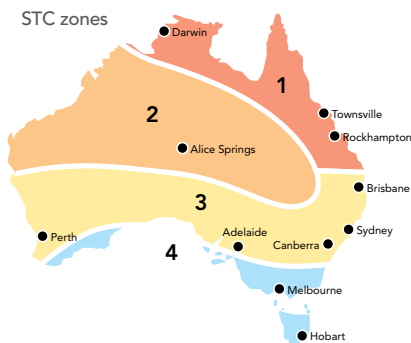 STC zones
Darwin
1
2
Townsville
Rockhampton
Alice Springs
Brisbane
3
Sydney
Perth
Adelaide
Canberra
4
Melbourne
Hobart